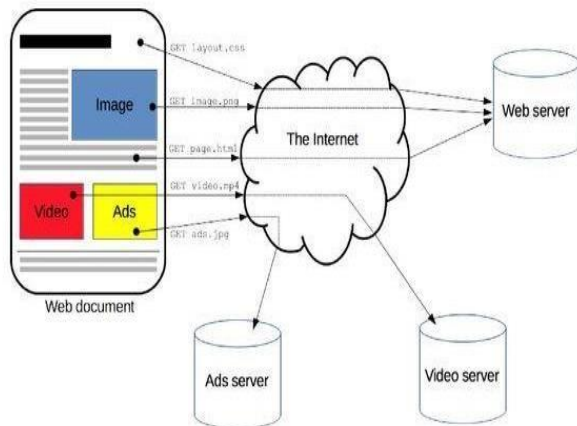 GET layout.css
Image
GET image.png
The Internet
Web server
GET page.html
Video
Ads
GET video.mp4
GET ads.jpg
Web document
Ads server
Video server